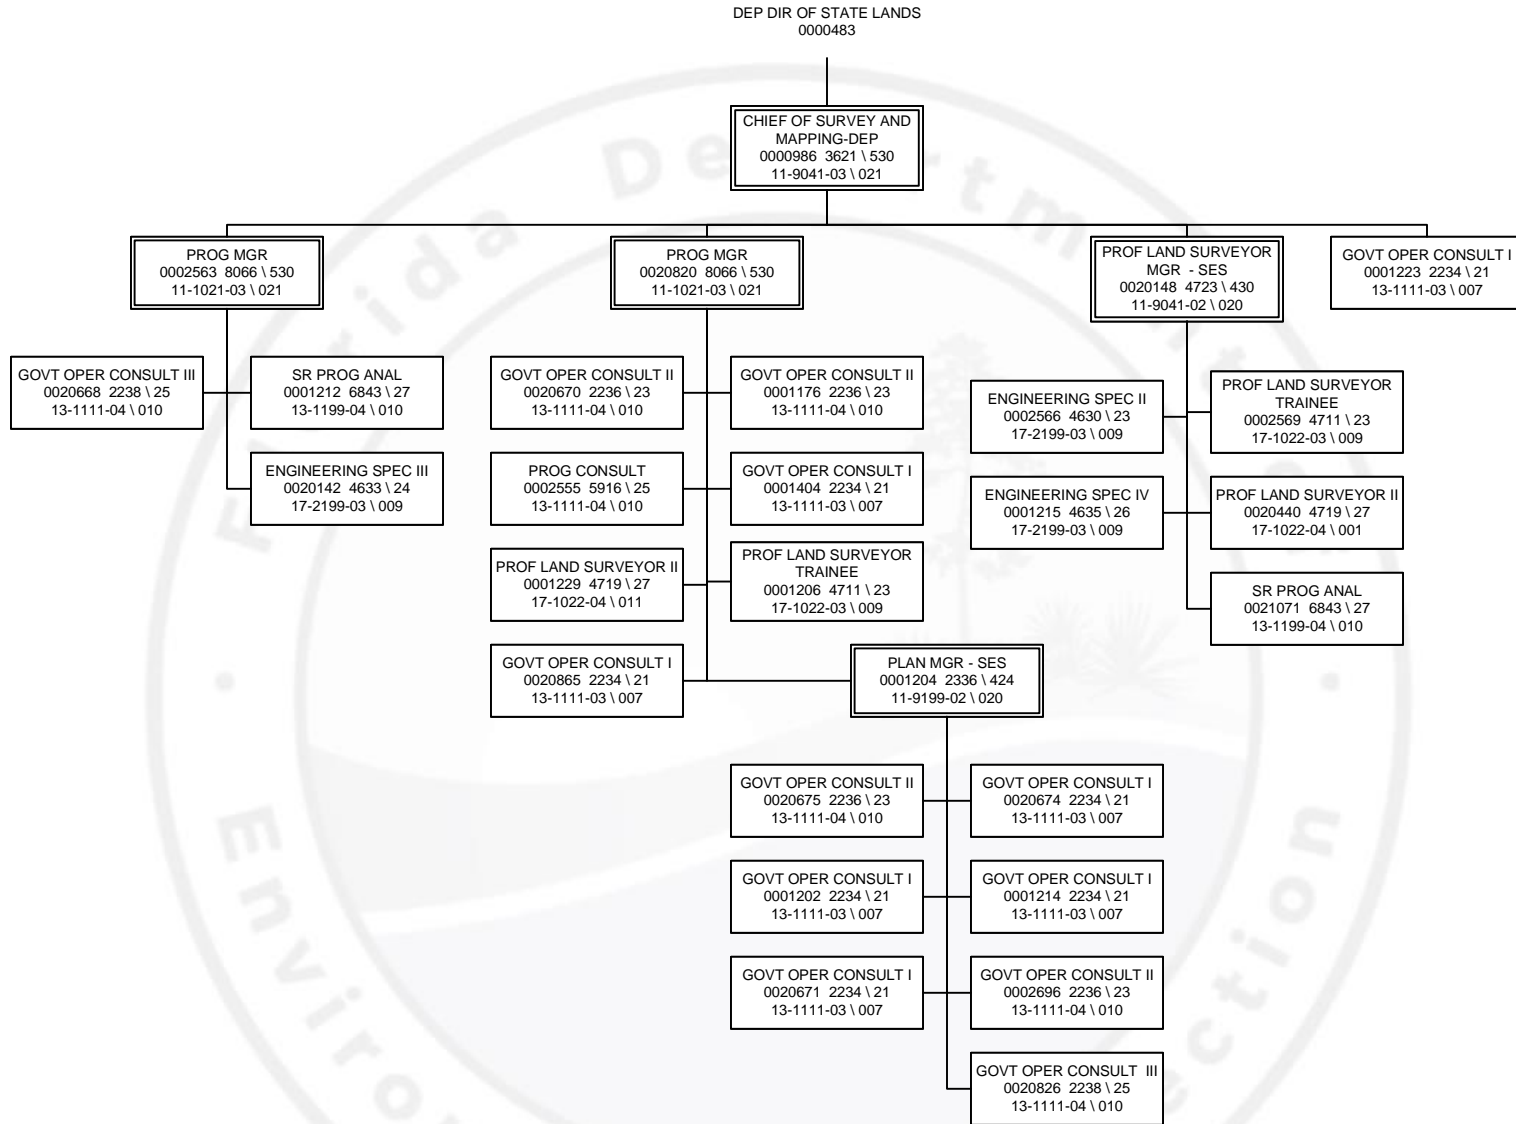 DEP DIR OF STATE LANDS
0000483
CHIEF OF SURVEY AND
MAPPING-DEP
0000986 3621 \ 530
11-9041-03 \ 021
PROG MGR
0002563 8066 \ 530
11-1021-03 \ 021
PROG MGR
0020820 8066 \ 530
11-1021-03 \ 021
PROF LAND SURVEYOR
MGR - SES
0020148 4723 \ 430
11-9041-02 \ 020
GOVT OPER CONSULT I
0001223 2234 \ 21
13-1111-03 \ 007
GOVT OPER CONSULT III
0020668 2238 \ 25
13-1111-04 \ 010
SR PROG ANAL
0001212 6843 \ 27
13-1199-04 \ 010
ENGINEERING SPEC III
0020142 4633 \ 24
17-2199-03 \ 009
GOVT OPER CONSULT II
0020670 2236 \ 23
13-1111-04 \ 010
GOVT OPER CONSULT II
0001176 2236 \ 23
13-1111-04 \ 010
PROG CONSULT
0002555 5916 \ 25
13-1111-04 \ 010
GOVT OPER CONSULT I
0001404 2234 \ 21
13-1111-03 \ 007
PROF LAND SURVEYOR II
0001229 4719 \ 27
17-1022-04 \ 011
PROF LAND SURVEYOR
TRAINEE
0001206 4711 \ 23
17-1022-03 \ 009
GOVT OPER CONSULT I
0020865 2234 \ 21
13-1111-03 \ 007
PLAN MGR - SES
0001204 2336 \ 424
11-9199-02 \ 020
ENGINEERING SPEC II
0002566 4630 \ 23
17-2199-03 \ 009
PROF LAND SURVEYOR
TRAINEE
0002569 4711 \ 23
17-1022-03 \ 009
ENGINEERING SPEC IV
0001215 4635 \ 26
17-2199-03 \ 009
PROF LAND SURVEYOR II
0020440 4719 \ 27
17-1022-04 \ 001
SR PROG ANAL
0021071 6843 \ 27
13-1199-04 \ 010
GOVT OPER CONSULT II
0020675 2236 \ 23
13-1111-04 \ 010
GOVT OPER CONSULT I
0020674 2234 \ 21
13-1111-03 \ 007
GOVT OPER CONSULT I
0001202 2234 \ 21
13-1111-03 \ 007
GOVT OPER CONSULT I
0001214 2234 \ 21
13-1111-03 \ 007
GOVT OPER CONSULT I
0020671 2234 \ 21
13-1111-03 \ 007
GOVT OPER CONSULT II
0002696 2236 \ 23
13-1111-04 \ 010
GOVT OPER CONSULT III
0020826 2238 \ 25
13-1111-04 \ 010
Florida